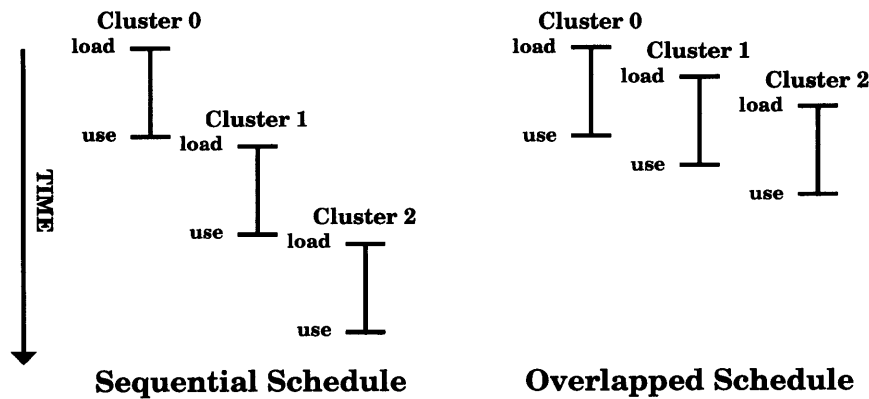 Cluster 0
load
use
Cluster 1
load
use
Cluster 2
load
use
TIME
Sequential Schedule
Cluster 0
load
use
Cluster 1
load
use
Cluster 2
load
use
Overlapped Schedule